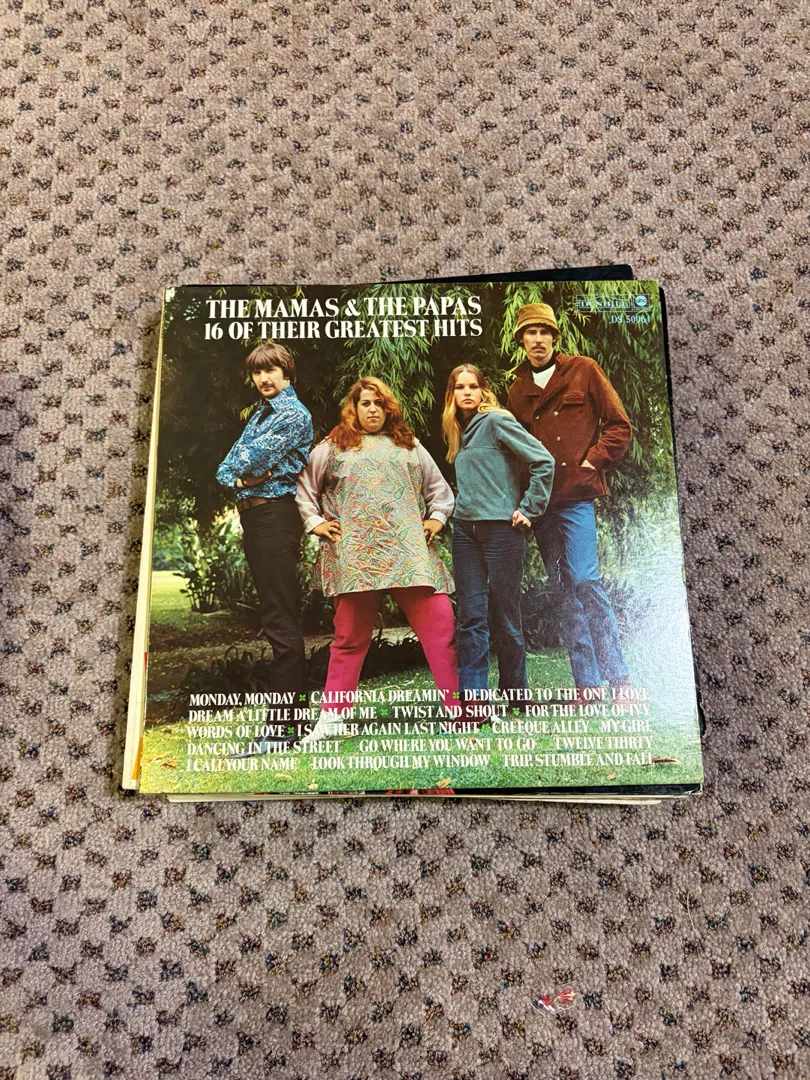 THE MAMAS & THE PAPAS
16 OF THEIR GREATEST HITS
DUNHILL abc
DS 50064
MONDAY, MONDAY CALIFORNIA DREAMIN' DEDICATED TO THE ONE I LOVE
DREAM A LITTLE DREAM OF ME TWIST AND SHOUT FOR THE LOVE OF IVY
WORDS OF LOVE I SAW HER AGAIN LAST NIGHT CREEQUE ALLEY MY GIRL
DANCING IN THE STREET GO WHERE YOU WANT TO GO TWELVE THIRTY
I CALL YOUR NAME LOOK THROUGH MY WINDOW TRIP, STUMBLE AND FALL